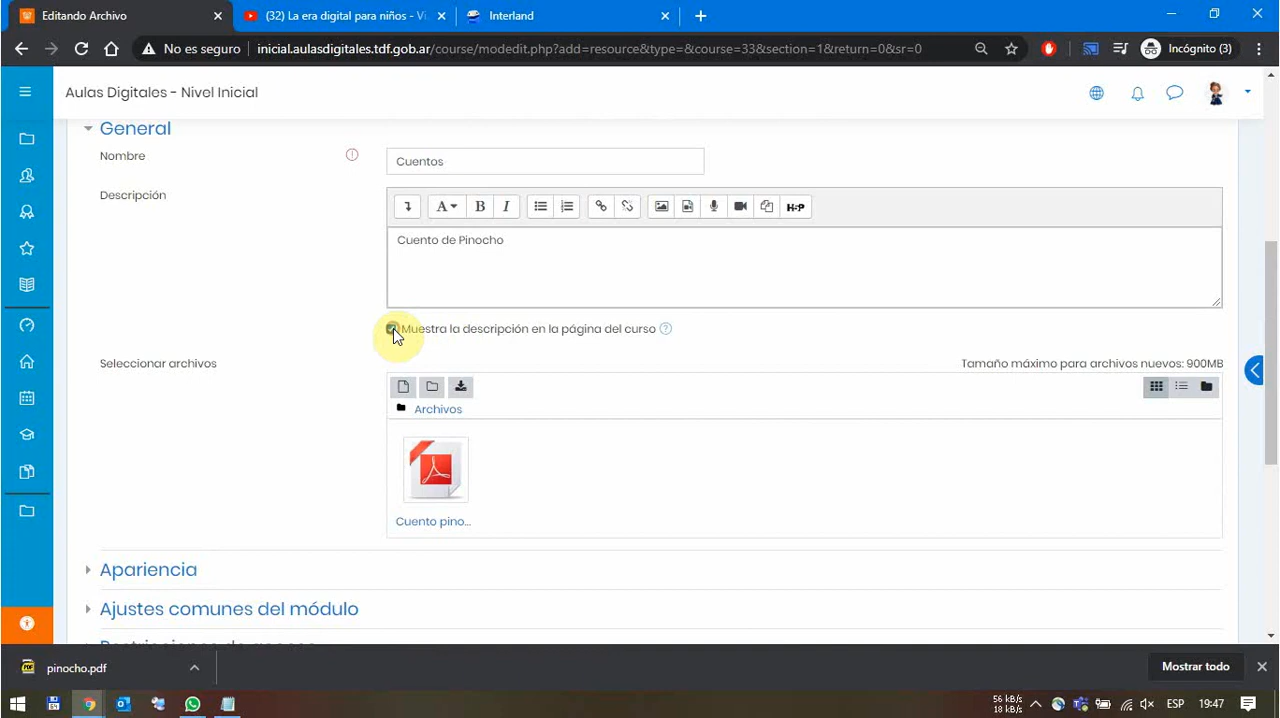 Editando Archivo
(32) La era digital para niños - Vi
Interland
No es seguro
inicial.aulasdigitales.tdf.gob.ar/course/modedit.php?add=resource&type=&course=33&section=1&return=0&sr=0
Incógnito (3)
Aulas Digitales - Nivel Inicial
General
Nombre
Cuentos
Descripción
A
B
I
H-P
Cuento de Pinocho
Muestra la descripción en la página del curso
Seleccionar archivos
Tamaño máximo para archivos nuevos: 900MB
Archivos
Cuento pino...
Apariencia
Ajustes comunes del módulo
pinocho.pdf
Mostrar todo
56 kB/s
18 kB/s
ESP
19:47